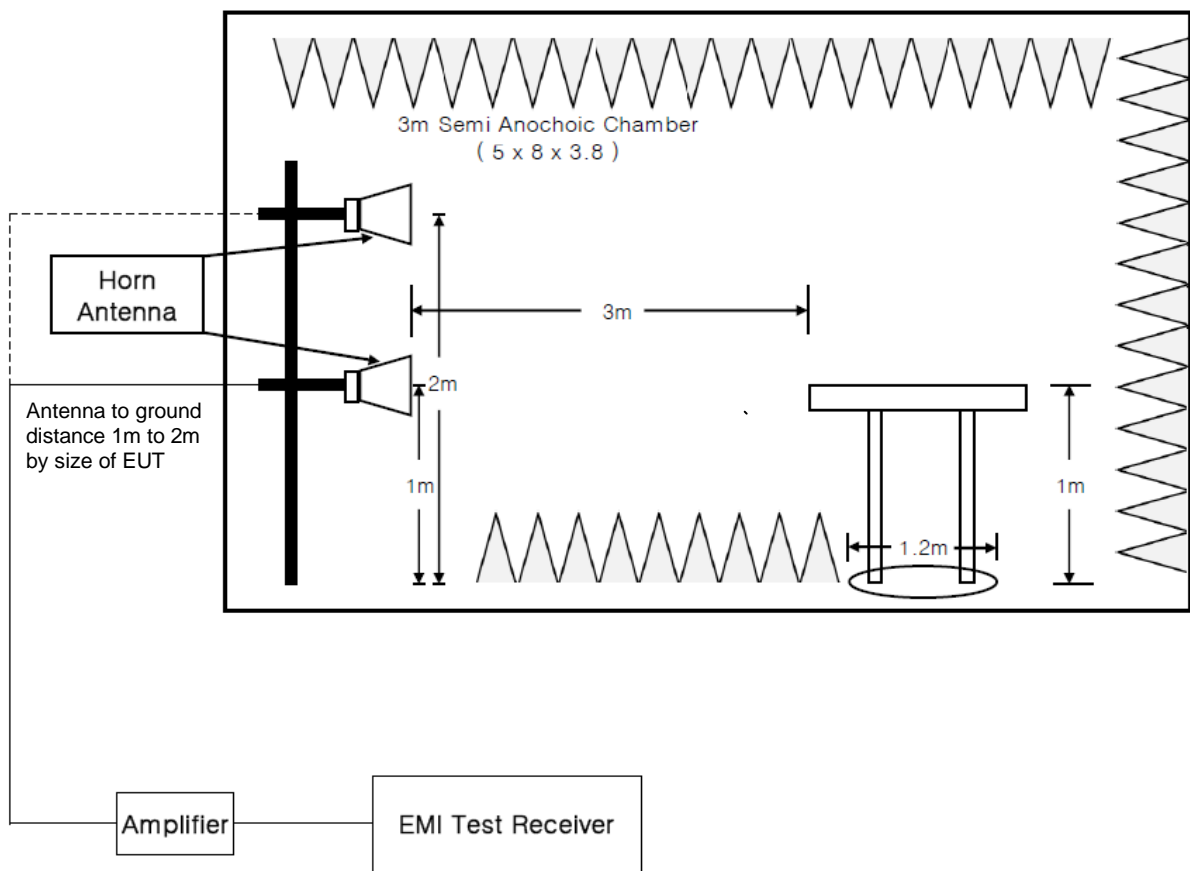 3m Semi Anochoic Chamber
( 5 x 8 x 3.8 )
Horn
Antenna
3m
2m
Antenna to ground
distance 1m to 2m
by size of EUT
1m
1m
1.2m
Amplifier
EMI Test Receiver